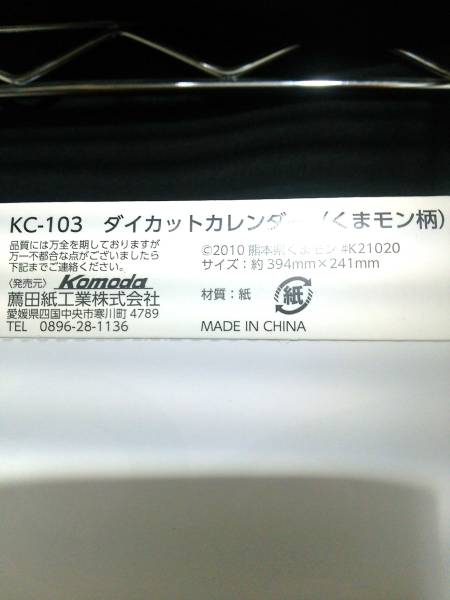 KC-103 ダイカットカレンダー(くまモン柄)
品質には万全を期しておりますが
万一不都合な点がございましたら
下記までご連絡ください。
〈発売元〉 Komoda
薦田紙工業株式会社
愛媛県四国中央市寒川町 4789
TEL 0896-28-1136
©2010 熊本県くまモン #K21020
サイズ:約 394mm×241mm
材質:紙 紙
MADE IN CHINA